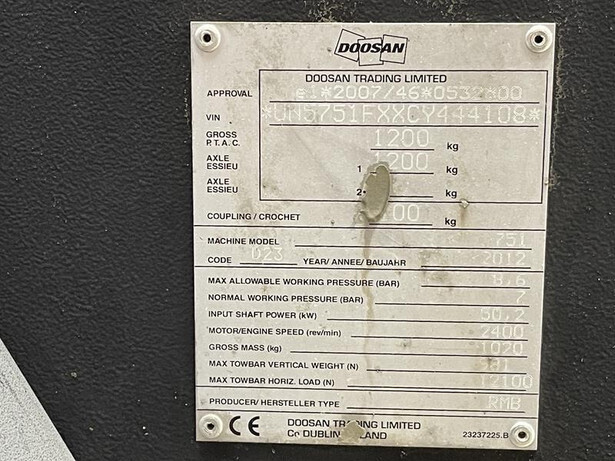 DOOSAN
DOOSAN TRADING LIMITED
APPROVAL e1*2007/46*0532*00
VIN *UN5751FXXCY444108*
GROSS P.T.A.C. 1200 kg
AXLE ESSIEU 1 1200 kg
AXLE ESSIEU 2 kg
COUPLING / CROCHET kg
MACHINE MODEL 751
CODE 023 YEAR/ ANNEE/ BAUJAHR 2012
MAX ALLOWABLE WORKING PRESSURE (BAR) 8.6
NORMAL WORKING PRESSURE (BAR) 7
INPUT SHAFT POWER (kW) 50.2
MOTOR/ENGINE SPEED (rev/min) 2400
GROSS MASS (kg) 1020
MAX TOWBAR VERTICAL WEIGHT (N)
MAX TOWBAR HORIZ. LOAD (N) 12100
PRODUCER/ HERSTELLER TYPE RMB
CE DOOSAN TRADING LIMITED
Co DUBLIN 23237225.B